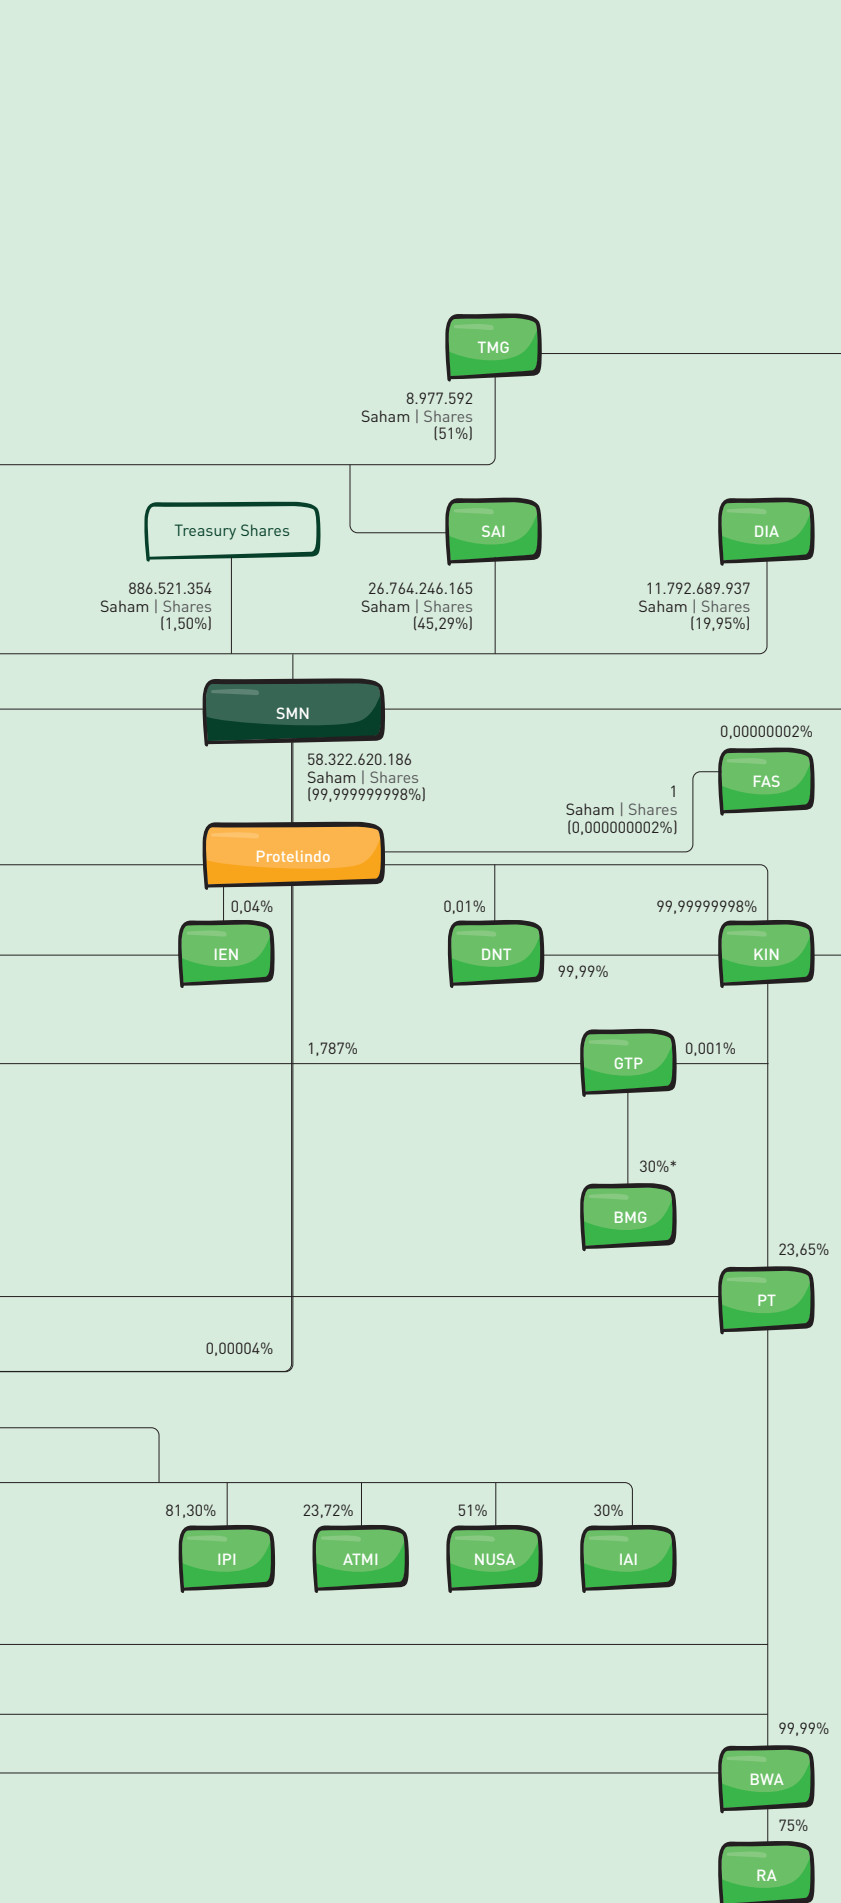 TMG
8.977.592
Saham | Shares
(51%)
Treasury Shares
SAI
DIA
886.521.354
Saham | Shares
(1,50%)
26.764.246.165
Saham | Shares
(45,29%)
11.792.689.937
Saham | Shares
(19,95%)
SMN
58.322.620.186
Saham | Shares
(99,999999998%)
0,00000002%
FAS
1
Saham | Shares
(0,000000002%)
Protelindo
0,04%
0,01%
99,99999998%
IEN
DNT
KIN
99,99%
1,787%
GTP
0,001%
30%*
BMG
23,65%
PT
0,00004%
81,30%
23,72%
51%
30%
IPI
ATMI
NUSA
IAI
99,99%
BWA
75%
RA